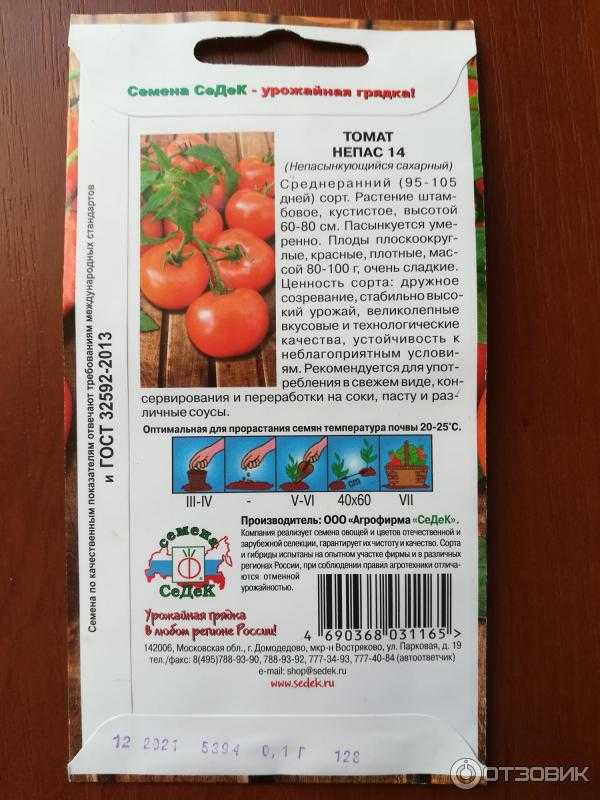 Семена СеДеК - урожайная грядка!
Семена по качественным показателям отвечают требованиям международных стандартов
и ГОСТ 32592-2013
ТОМАТ
НЕПАС 14
(Непасынкующийся сахарный)
Среднеранний (95-105
дней) сорт. Растение штам-
бовое, кустистое, высотой
60-80 см. Пасынкуется уме-
ренно. Плоды плоскоокруг-
лые, красные, плотные, мас-
сой 80-100 г, очень сладкие.
Ценность сорта: дружное
созревание, стабильно высо-
кий урожай, великолепные
вкусовые и технологические
качества, устойчивость к
неблагоприятным услови-
ям. Рекомендуется для упот-
ребления в свежем виде, кон-
сервирования и переработки на соки, пасту и раз-
личные соусы.
Оптимальная для прорастания семян температура почвы 20-25°С.
cm
III-IV - V-VI 40x60 VII
Производитель: ООО «Агрофирма "СеДеК».
Компания реализует семена овощей и цветов отечественной и
зарубежной селекции, гарантирует их чистоту и качество. Сорта
и гибриды испытаны на опытном участке фирмы и в различных
регионах России, при соблюдении правил агротехники отлича-
ются отменной
урожайностью.
семена
СеДеК
Урожайная грядка
в любом регионе России!
4 690368 031165 >
142006, Московская обл., г. Домодедово, мкр-н Востряково, ул. Парковая, д. 19
тел./факс: 8(495)788-93-90, 788-93-92, 777-34-93, 777-40-84 (автоответчик)
e-mail: shop@sedek.ru
www.sedek.ru
12 2021 5394 0,1 Г 128
ОТЗОВИК